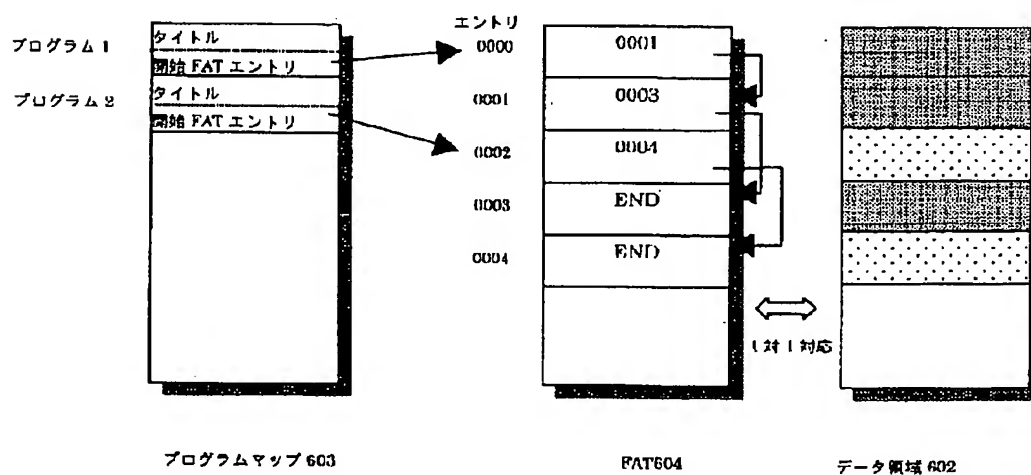 プログラム1
タイトル
開始 FAT エントリ
プログラム2
タイトル
開始 FAT エントリ
エントリ
0000
0001
0002
0003
0004
0001
0003
0004
END
END
1対1対応
プログラムマップ 603
FAT604
データ領域 602